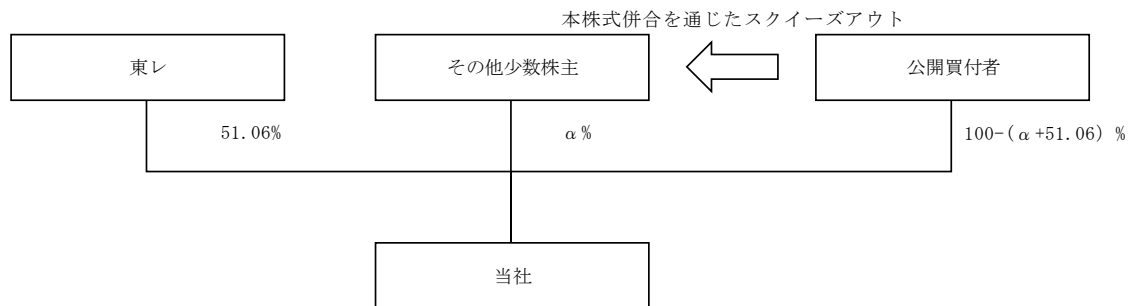 本株式併合を通じたスクイーズアウト
東レ
その他少数株主
公開買付者
51.06%
α%
100-(α+51.06) %
当社